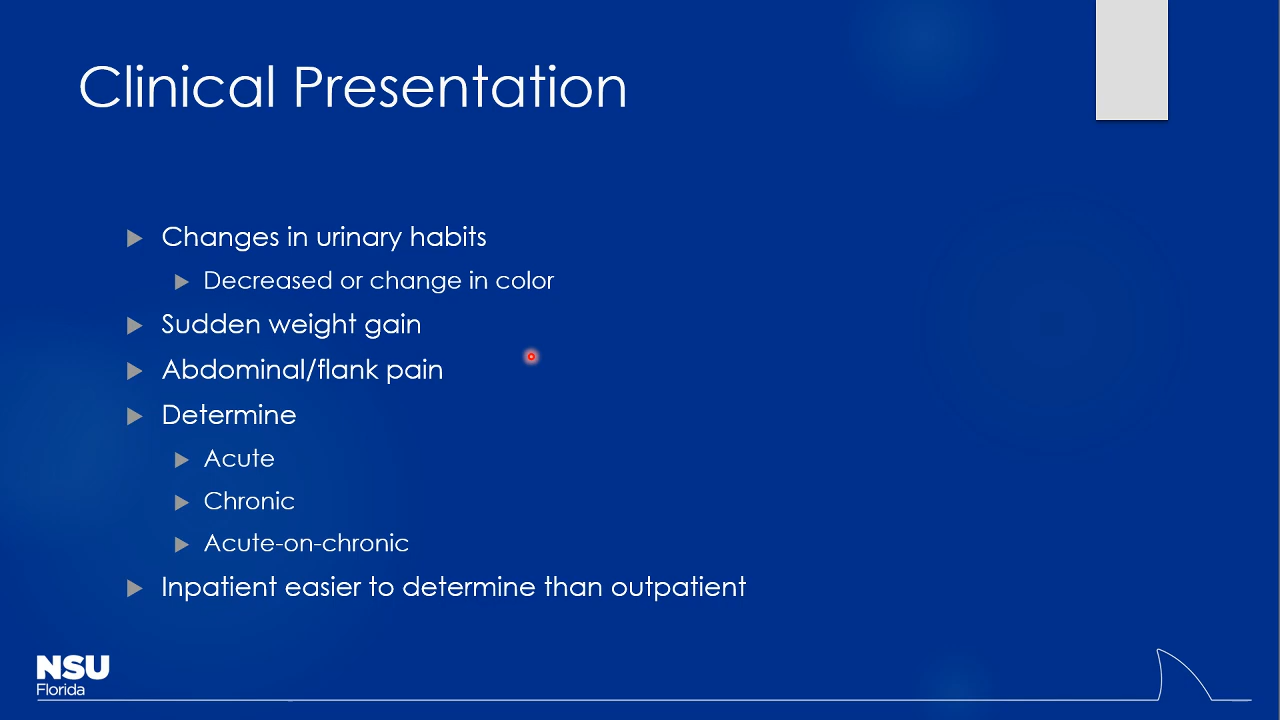 Clinical Presentation
Changes in urinary habits
Decreased or change in color
Sudden weight gain
Abdominal/flank pain
Determine
Acute
Chronic
Acute-on-chronic
Inpatient easier to determine than outpatient
NSU
Florida